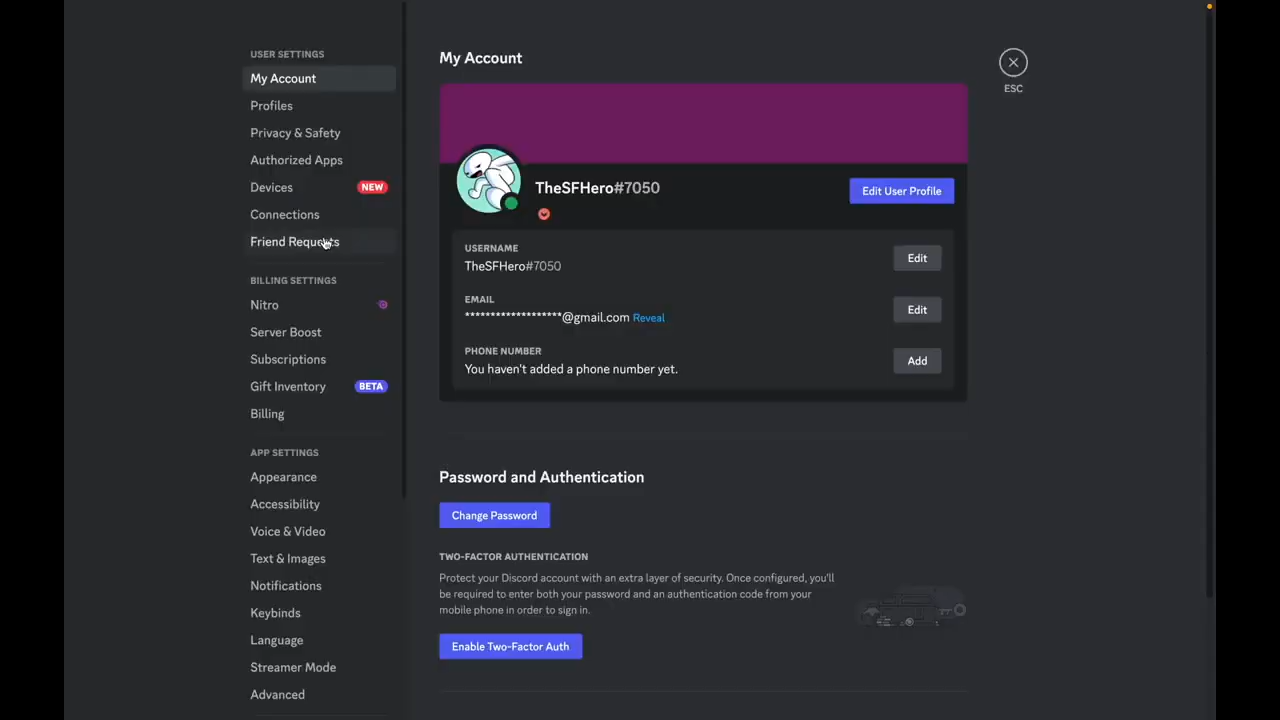 USER SETTINGS
My Account
Profiles
Privacy & Safety
Authorized Apps
Devices NEW
Connections
Friend Requests
BILLING SETTINGS
Nitro
Server Boost
Subscriptions
Gift Inventory BETA
Billing
APP SETTINGS
Appearance
Accessibility
Voice & Video
Text & Images
Notifications
Keybinds
Language
Streamer Mode
Advanced
My Account
ESC
TheSFHero#7050
Edit User Profile
USERNAME
TheSFHero#7050
Edit
EMAIL
*******************@gmail.com Reveal
Edit
PHONE NUMBER
You haven't added a phone number yet.
Add
Password and Authentication
Change Password
TWO-FACTOR AUTHENTICATION
Protect your Discord account with an extra layer of security. Once configured, you'll
be required to enter both your password and an authentication code from your
mobile phone in order to sign in.
Enable Two-Factor Auth